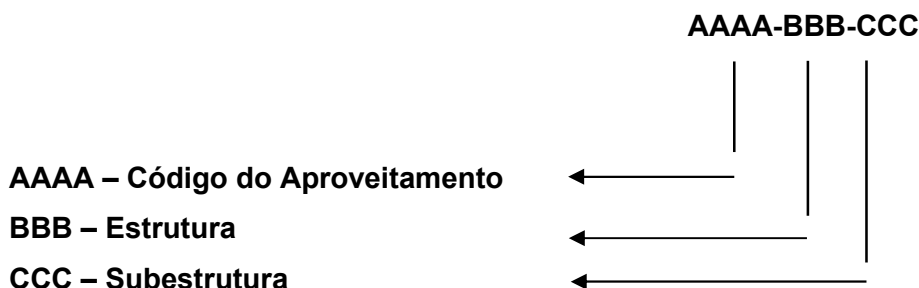 AAAA-BBB-CCC
AAAA – Código do Aproveitamento
BBB – Estrutura
CCC – Subestrutura